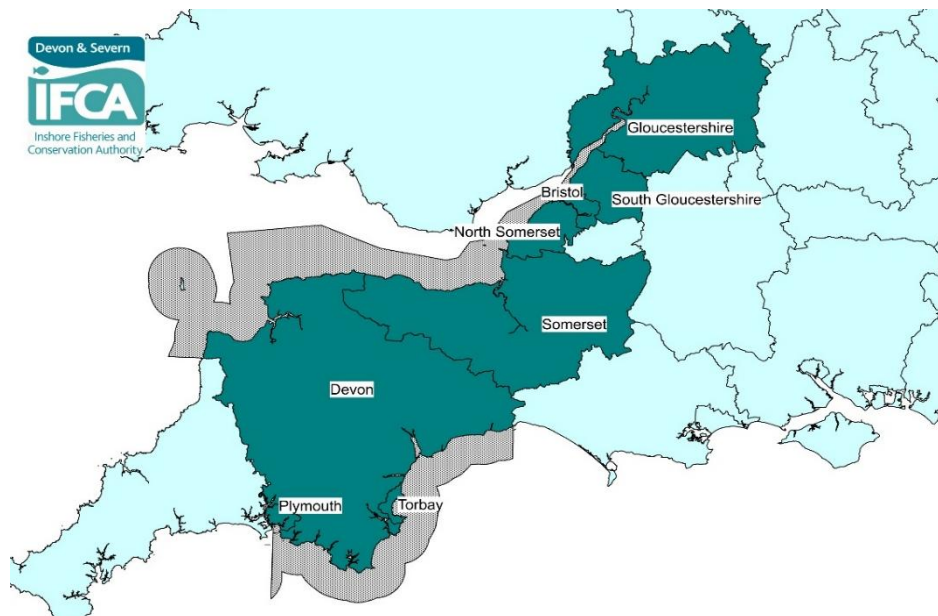 Devon & Severn
IFCA
Inshore Fisheries and
Conservation Authority
Gloucestershire
Bristol
South Gloucestershire
North Somerset
Somerset
Devon
Plymouth
Torbay